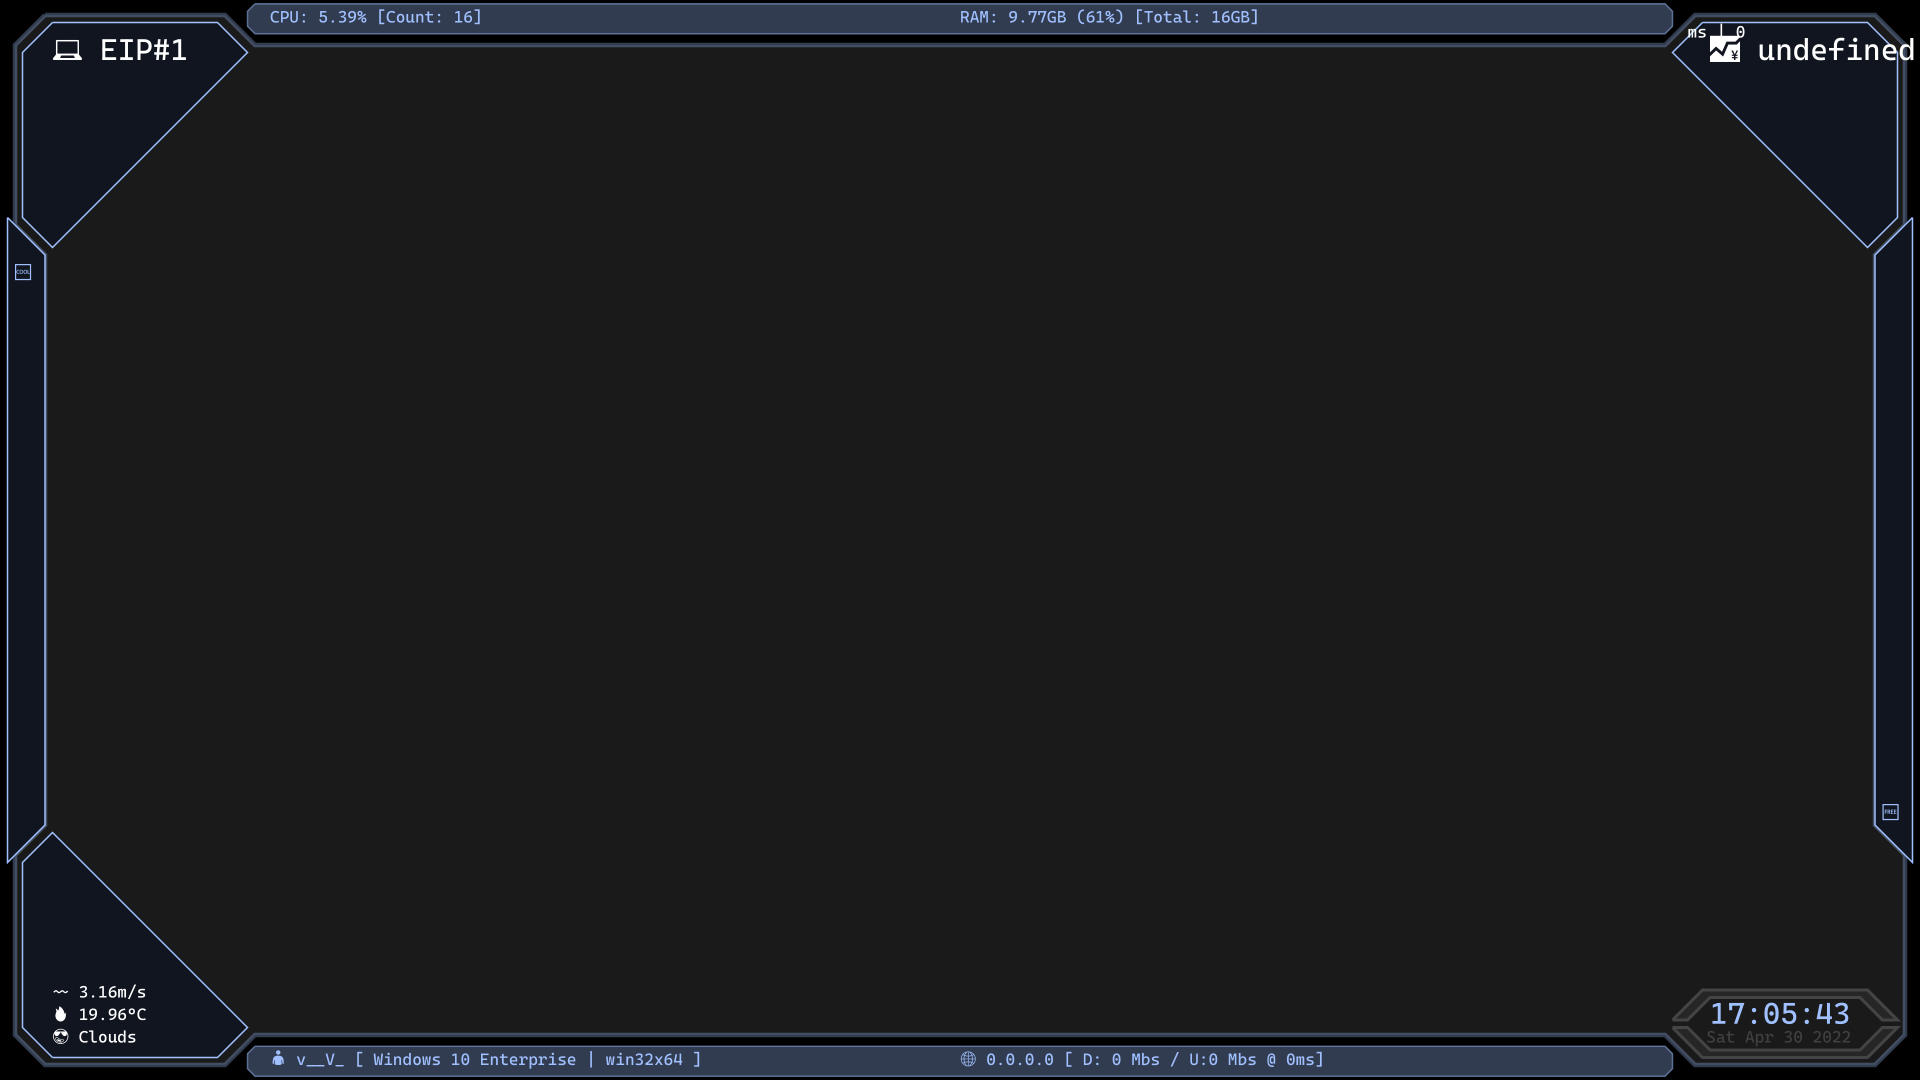 CPU: 5.39% [Count: 16]
RAM: 9.77GB (61%) [Total: 16GB]
EIP#1
ms | 0
undefined
COOL
FREE
3.16m/s
19.96°C
Clouds
17:05:43
Sat Apr 30 2022
v__V_ [ Windows 10 Enterprise | win32x64 ]
0.0.0.0 [ D: 0 Mbs / U:0 Mbs @ 0ms]